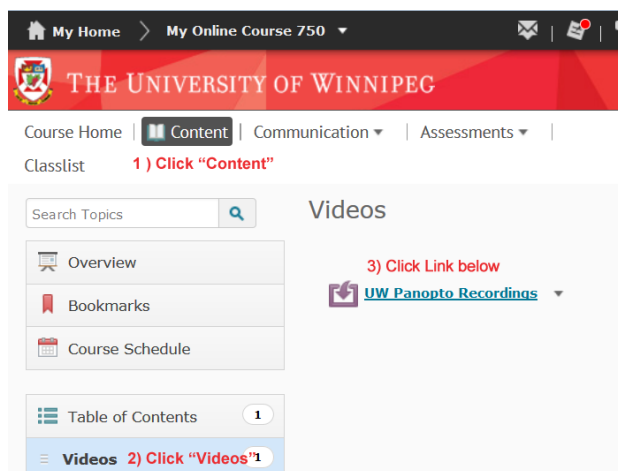 My Home My Online Course 750
THE UNIVERSITY OF WINNIPEG
Course Home Content Communication Assessments
Classlist 1 ) Click “Content”
Search Topics
Videos
Overview
3) Click Link below
UW Panopto Recordings
Bookmarks
Course Schedule
Table of Contents 1
Videos 2) Click “Videos” 1